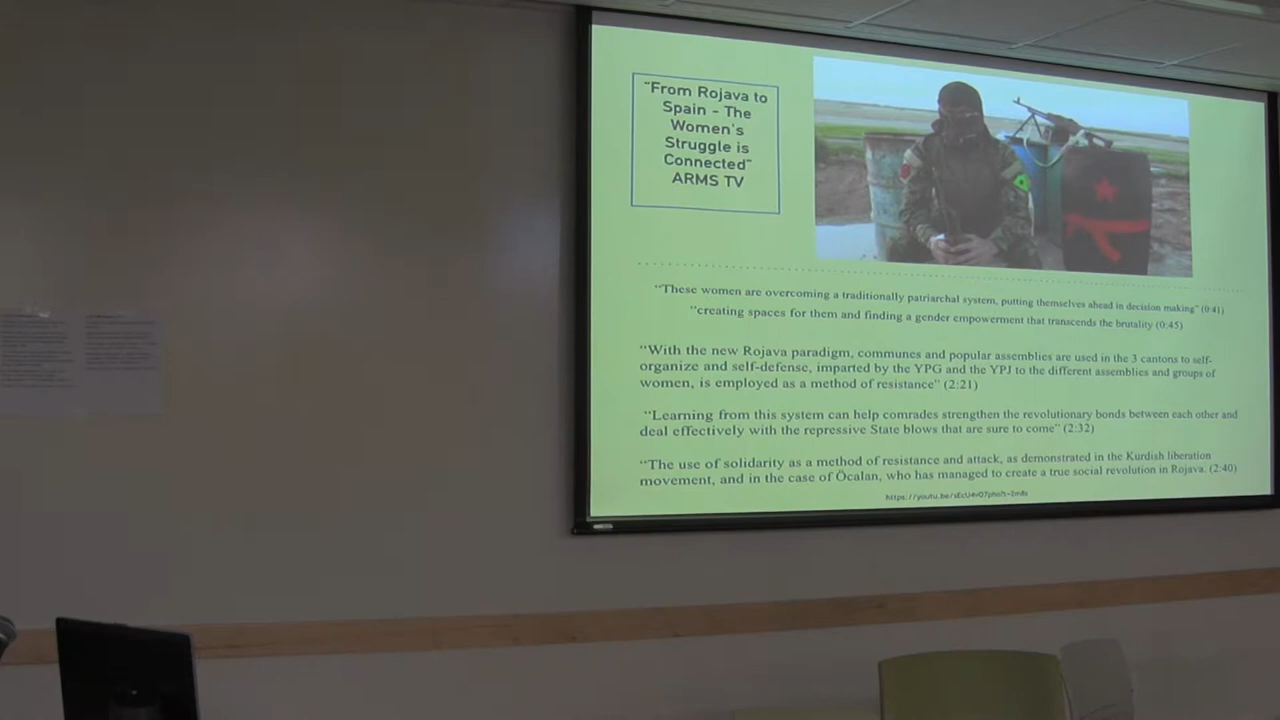 "From Rojava to
Spain - The
Women's
Struggle is
Connected"
ARMS TV
"These women are overcoming a traditionally patriarchal system, putting themselves ahead in decision making" (0:41)
"creating spaces for them and finding a gender empowerment that transcends the brutality (0:45)
"With the new Rojava paradigm, communes and popular assemblies are used in the 3 cantons to self-
organize and self-defense, imparted by the YPG and the YPJ to the different assemblies and groups of
women, is employed as a method of resistance" (2:21)
"Learning from this system can help comrades strengthen the revolutionary bonds between each other and
deal effectively with the repressive State blows that are sure to come" (2:32)
"The use of solidarity as a method of resistance and attack, as demonstrated in the Kurdish liberation
movement, and in the case of Öcalan, who has managed to create a true social revolution in Rojava. (2:40)